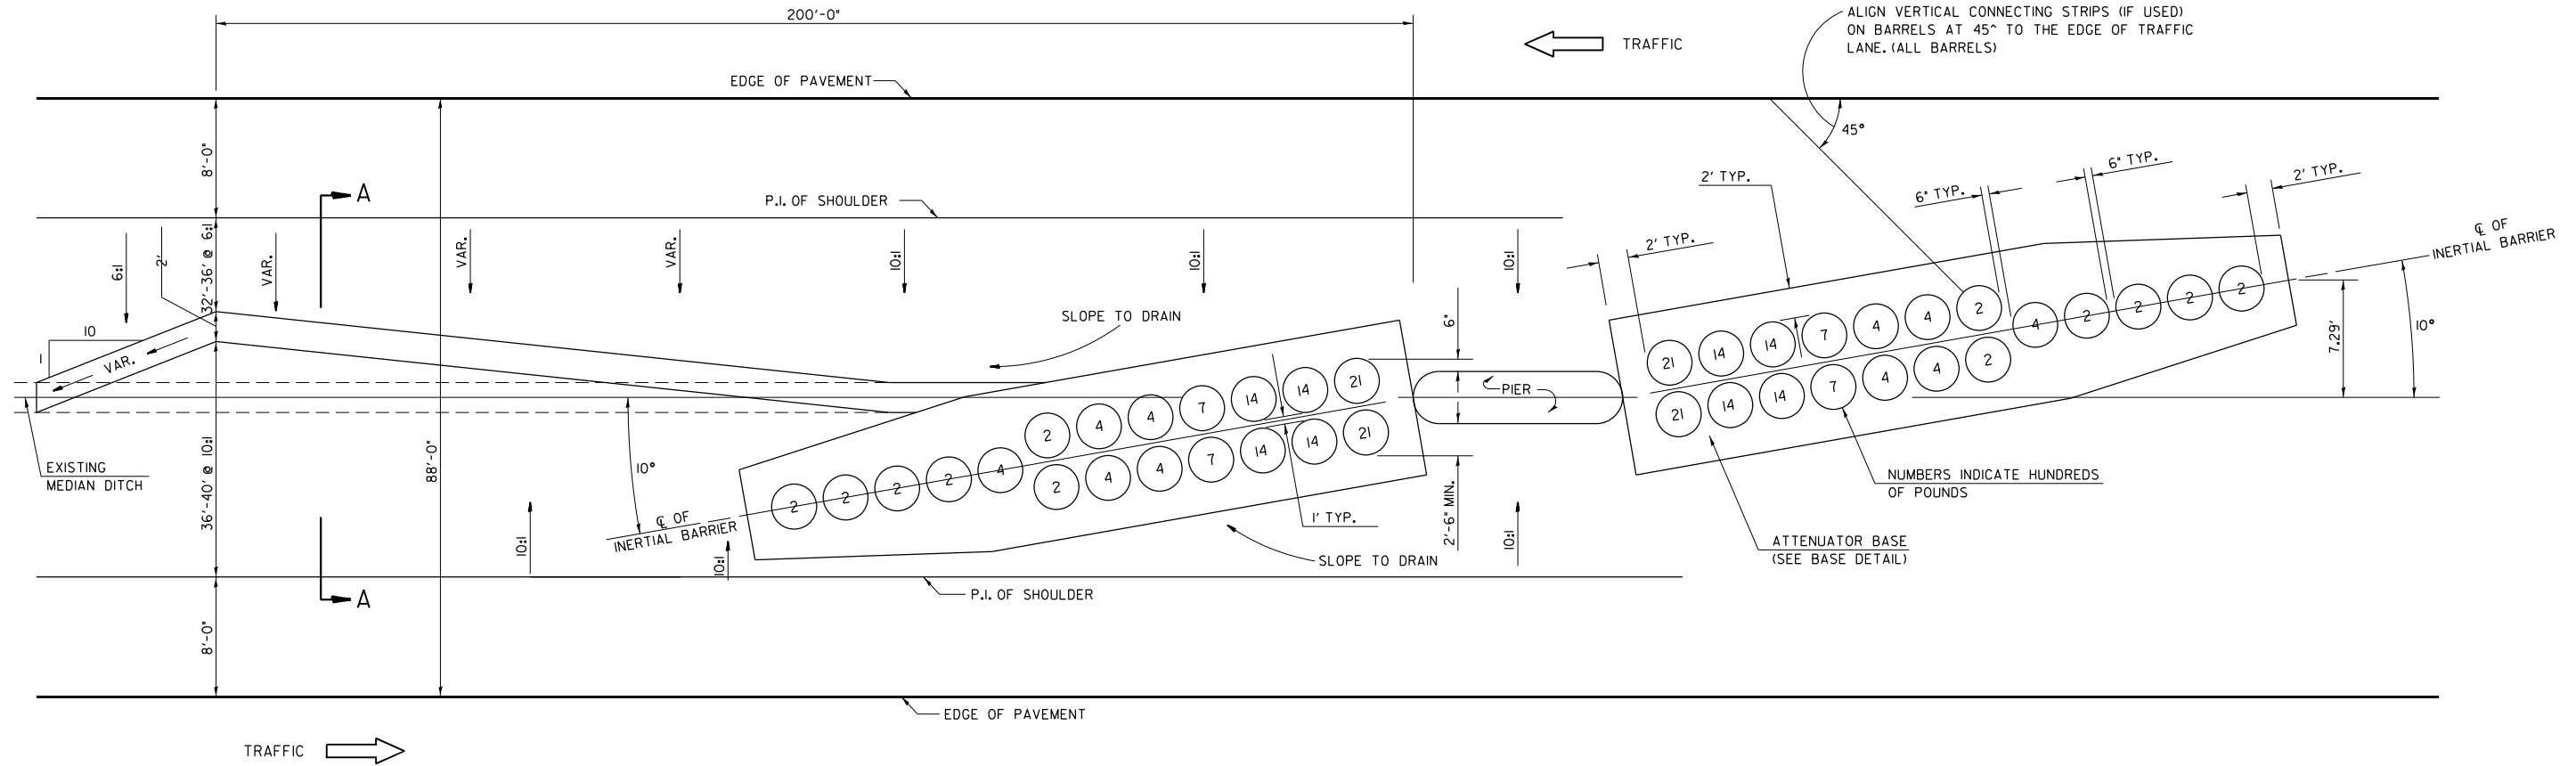 200'-0"
TRAFFIC
ALIGN VERTICAL CONNECTING STRIPS (IF USED)
ON BARRELS AT 45^ TO THE EDGE OF TRAFFIC
LANE. (ALL BARRELS)
EDGE OF PAVEMENT
45°
8'-0"
P.I. OF SHOULDER
2' TYP.
6" TYP.
6" TYP.
2' TYP.
2' TYP.
℄ OF
INERTIAL BARRIER
6:1
2'
32'-36' @ 6:1
VAR.
VAR.
VAR.
10:1
10:1
10:1
SLOPE TO DRAIN
6"
10
1
VAR.
PIER
21
14
14
7
4
4
2
4
2
2
2
2
21
14
14
7
4
4
2
7.29'
10°
2
4
4
7
14
14
21
2
2
2
2
4
2
4
4
7
14
14
21
EXISTING
MEDIAN DITCH
36'-40' @ 10:1
88'-0"
10°
℄ OF
INERTIAL BARRIER
10:1
10:1
1' TYP.
2'-6" MIN.
10:1
SLOPE TO DRAIN
NUMBERS INDICATE HUNDREDS
OF POUNDS
ATTENUATOR BASE
(SEE BASE DETAIL)
A
A
P.I. OF SHOULDER
8'-0"
EDGE OF PAVEMENT
TRAFFIC